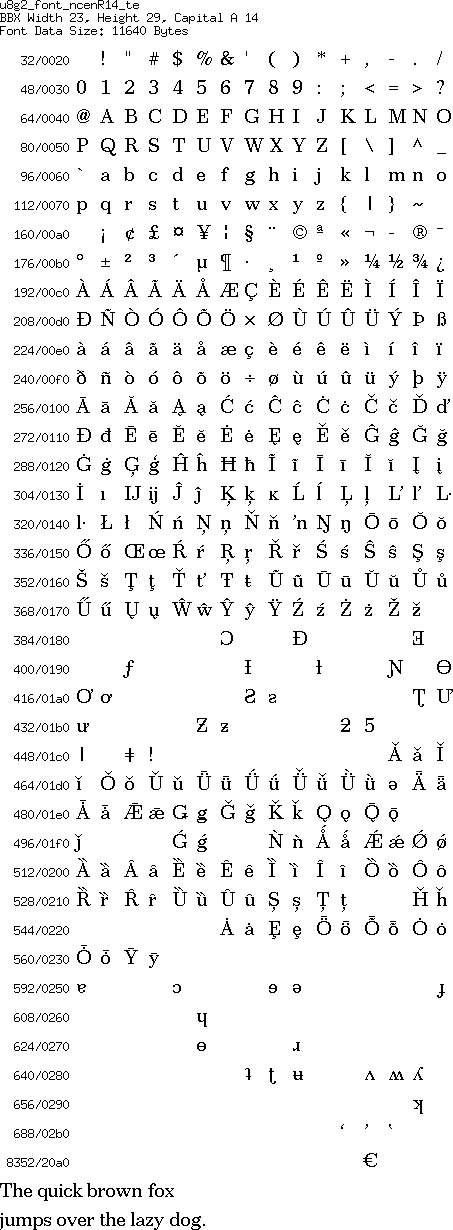 u8g2_font_ncenR14_te
BBX Width 23, Height 29, Capital A 14
Font Data Size: 11640 Bytes
32/0020 ! " # $ % & ' ( ) * + , - . /
48/0030 0 1 2 3 4 5 6 7 8 9 : ; < = > ?
64/0040 @ A B C D E F G H I J K L M N O
80/0050 P Q R S T U V W X Y Z [ \ ] ^ _
96/0060 ` a b c d e f g h i j k l m n o
112/0070 p q r s t u v w x y z { | } ~
160/00a0 ¡ ¢ £ ¤ ¥ ¦ § ¨ © ª « ¬ - ® ¯
176/00b0 ° ± ² ³ ´ µ ¶ · ¸ ¹ º » ¼ ½ ¾ ¿
192/00c0 À Á Â Ã Ä Å Æ Ç È É Ê Ë Ì Í Î Ï
208/00d0 Ð Ñ Ò Ó Ô Õ Ö × Ø Ù Ú Û Ü Ý Þ ß
224/00e0 à á â ã ä å æ ç è é ê ë ì í î ï
240/00f0 ð ñ ò ó ô õ ö ÷ ø ù ú û ü ý þ ÿ
256/0100 Ā ā Ă ă Ą ą Ć ć Ĉ ĉ Ċ ċ Č č Ď ď
272/0110 Đ đ Ē ē Ĕ ĕ Ė ė Ę ę Ě ě Ĝ ĝ Ğ ğ
288/0120 Ġ ġ Ģ ģ Ĥ ĥ Ħ ħ Ĩ ĩ Ī ī Ĭ ĭ Į į
304/0130 İ ı Ĳ ĳ Ĵ ĵ Ķ ķ ĸ Ĺ ĺ Ļ ļ Ľ ľ Ŀ
320/0140 ŀ Ł ł Ń ń Ņ ņ Ň ň ŉ Ŋ ŋ Ō ō Ŏ ŏ
336/0150 Ő ő Œ œ Ŕ ŕ Ŗ ŗ Ř ř Ś ś Ŝ ŝ Ş ş
352/0160 Š š Ţ ţ Ť ť Ŧ ŧ Ũ ũ Ū ū Ŭ ŭ Ů ů
368/0170 Ű ű Ų ų Ŵ ŵ Ŷ ŷ Ÿ Ź ź Ż ż Ž ž
384/0180 Ɔ Ɖ Ǝ
400/0190 ƒ Ɨ ƚ Ɲ Ɵ
416/01a0 Ơ ơ Ƨ ƨ Ʈ Ư
432/01b0 ư Ƶ ƶ ƻ Ƽ
448/01c0 ǀ ǂ ǃ Ǎ ǎ Ǐ
464/01d0 ǐ Ǒ ǒ Ǔ ǔ Ǖ ǖ Ǘ ǘ Ǚ ǚ Ǜ ǜ ǝ Ǟ ǟ
480/01e0 Ǡ ǡ Ǣ ǣ Ǥ ǥ Ǧ ǧ Ǩ ǩ Ǫ ǫ Ǭ ǭ
496/01f0 ǰ Ǵ ǵ Ǹ ǹ Ǻ ǻ Ǽ ǽ Ǿ ǿ
512/0200 Ȁ ȁ Ȃ ȃ Ȅ ȅ Ȇ ȇ Ȉ ȉ Ȋ ȋ Ȍ ȍ Ȏ ȏ
528/0210 Ȑ ȑ Ȓ ȓ Ȕ ȕ Ȗ ȗ Ș ș Ț ț Ȟ ȟ
544/0220 Ȧ ȧ Ȩ ȩ Ȫ ȫ Ȭ ȭ Ȯ ȯ
560/0230 Ȱ ȱ Ȳ ȳ
592/0250 ɐ ɔ ɘ ə ɟ
608/0260 ɥ
624/0270 ɵ ɹ
640/0280 ʇ ʈ ʉ ʌ ʍ ʎ
656/0290 ʞ
688/02b0 ʻ ʼ ʽ
8352/20a0 €
The quick brown fox
jumps over the lazy dog.